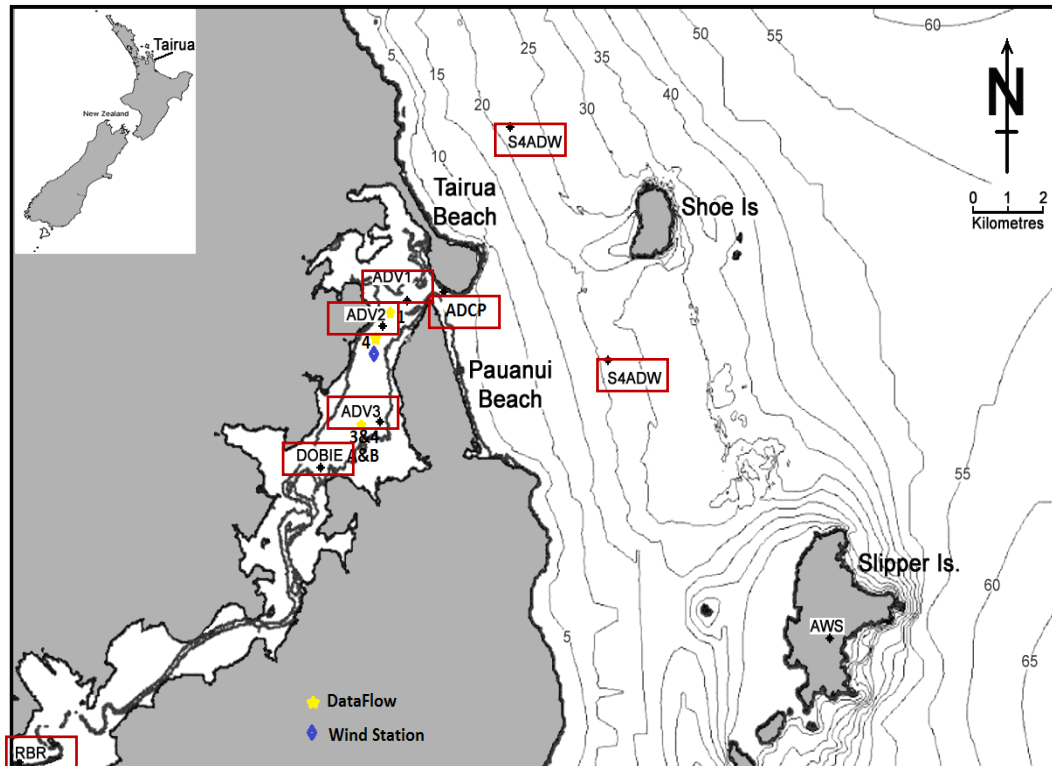 Tairua
New Zealand
5
15
25
35
50
55
60
N
20
30
40
10
S4ADW
0 1 2
Kilometres
Tairua
Beach
Shoe Is
ADV1
ADCP
ADV2
1
4
S4ADW
Pauanui
Beach
ADV3
3&4
DOBIE A&B
55
Slipper Is.
60
AWS
5
65
DataFlow
Wind Station
RBR